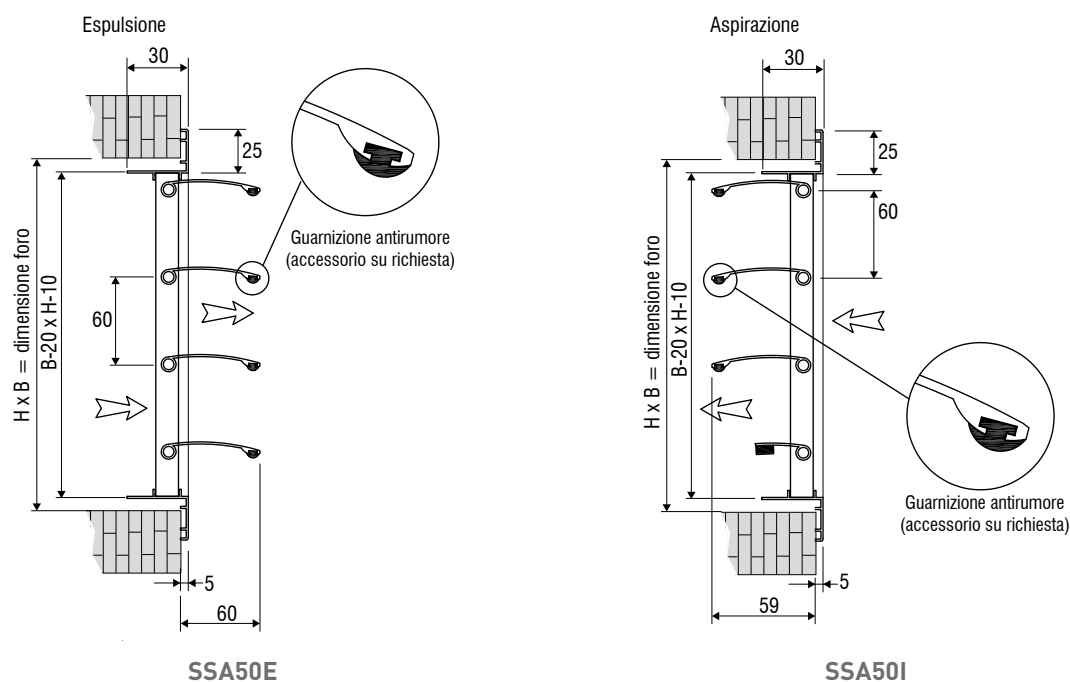 Espulsione
30
25
Guarnizione antirumore
(accessorio su richiesta)
H x B = dimensione foro
B-20 x H-10
60
5
60
SSA50E
Aspirazione
30
25
60
H x B = dimensione foro
B-20 x H-10
Guarnizione antirumore
(accessorio su richiesta)
5
59
SSA50I